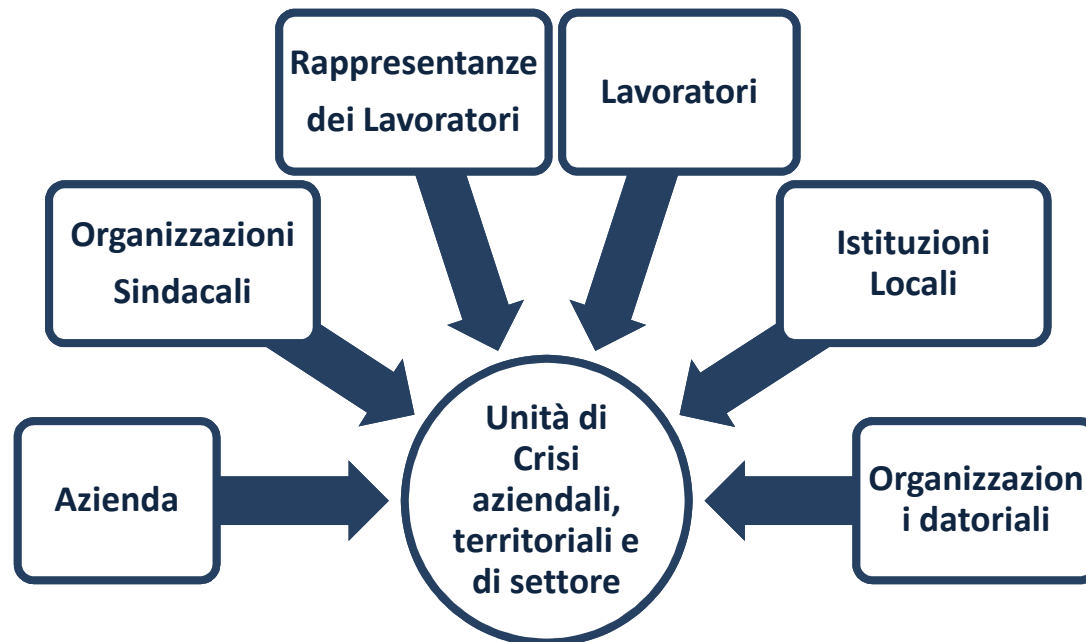 Rappresentanze
dei Lavoratori
Lavoratori
Organizzazioni
Sindacali
Istituzioni
Locali
Azienda
Unità di
Crisi
aziendali,
territoriali e
di settore
Organizzazion
i datoriali